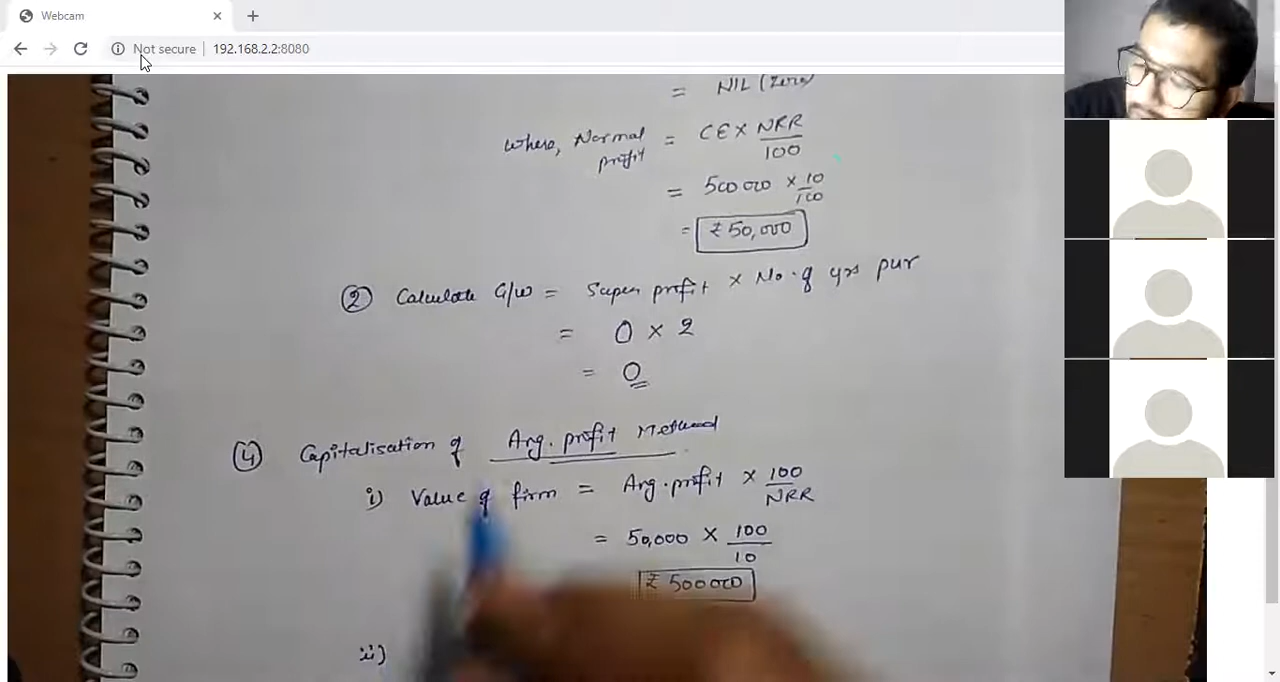 Webcam
Not secure 192.168.2.2:8080
= NIL (Zero)
where, Normal profit = CE × NRR/100
= 500000 × 10/100
= ₹ 50,000
② Calculate G/W = Super profit × No. of yrs pur
= 0 × 2
= 0
④ Capitalisation of Avg. profit Method
i) Value of firm = Avg. profit × 100/NRR
= 50,000 × 100/10
₹ 500000
ii)